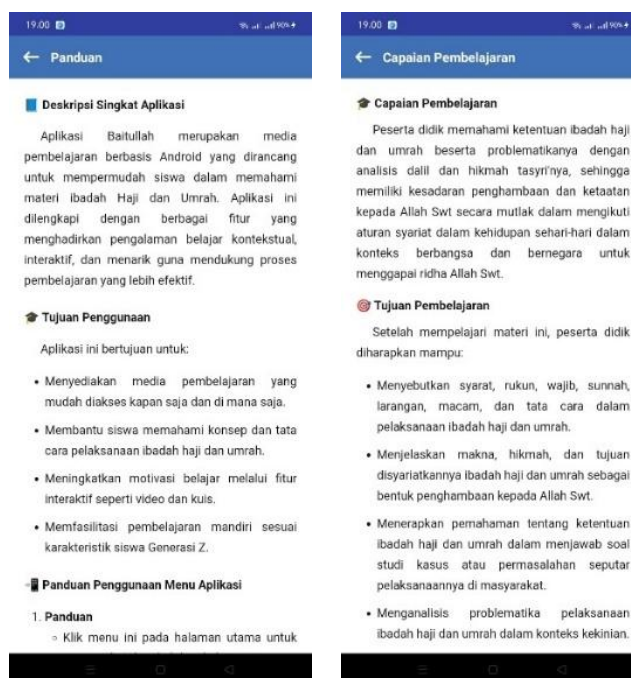 19.00
Panduan
Deskripsi Singkat Aplikasi
Aplikasi Baitullah merupakan media
pembelajaran berbasis Android yang dirancang
untuk mempermudah siswa dalam memahami
materi ibadah Haji dan Umrah. Aplikasi ini
dilengkapi dengan berbagai fitur yang
menghadirkan pengalaman belajar kontekstual,
interaktif, dan menarik guna mendukung proses
pembelajaran yang lebih efektif.
Tujuan Penggunaan
Aplikasi ini bertujuan untuk:
• Menyediakan media pembelajaran yang
mudah diakses kapan saja dan di mana saja.
• Membantu siswa memahami konsep dan tata
cara pelaksanaan ibadah haji dan umrah.
• Meningkatkan motivasi belajar melalui fitur
interaktif seperti video dan kuis.
• Memfasilitasi pembelajaran mandiri sesuai
karakteristik siswa Generasi Z.
Panduan Penggunaan Menu Aplikasi
1. Panduan
◦ Klik menu ini pada halaman utama untuk
19.00
Capaian Pembelajaran
Capaian Pembelajaran
Peserta didik memahami ketentuan ibadah haji
dan umrah beserta problematikanya dengan
analisis dalil dan hikmah tasyri'nya, sehingga
memiliki kesadaran penghambaan dan ketaatan
kepada Allah Swt secara mutlak dalam mengikuti
aturan syariat dalam kehidupan sehari-hari dalam
konteks berbangsa dan bernegara untuk
menggapai ridha Allah Swt.
Tujuan Pembelajaran
Setelah mempelajari materi ini, peserta didik
diharapkan mampu:
• Menyebutkan syarat, rukun, wajib, sunnah,
larangan, macam, dan tata cara dalam
pelaksanaan ibadah haji dan umrah.
• Menjelaskan makna, hikmah, dan tujuan
disyariatkannya ibadah haji dan umrah sebagai
bentuk penghambaan kepada Allah Swt.
• Menerapkan pemahaman tentang ketentuan
ibadah haji dan umrah dalam menjawab soal
studi kasus atau permasalahan seputar
pelaksanaannya di masyarakat.
• Menganalisis problematika pelaksanaan
ibadah haji dan umrah dalam konteks kekinian.